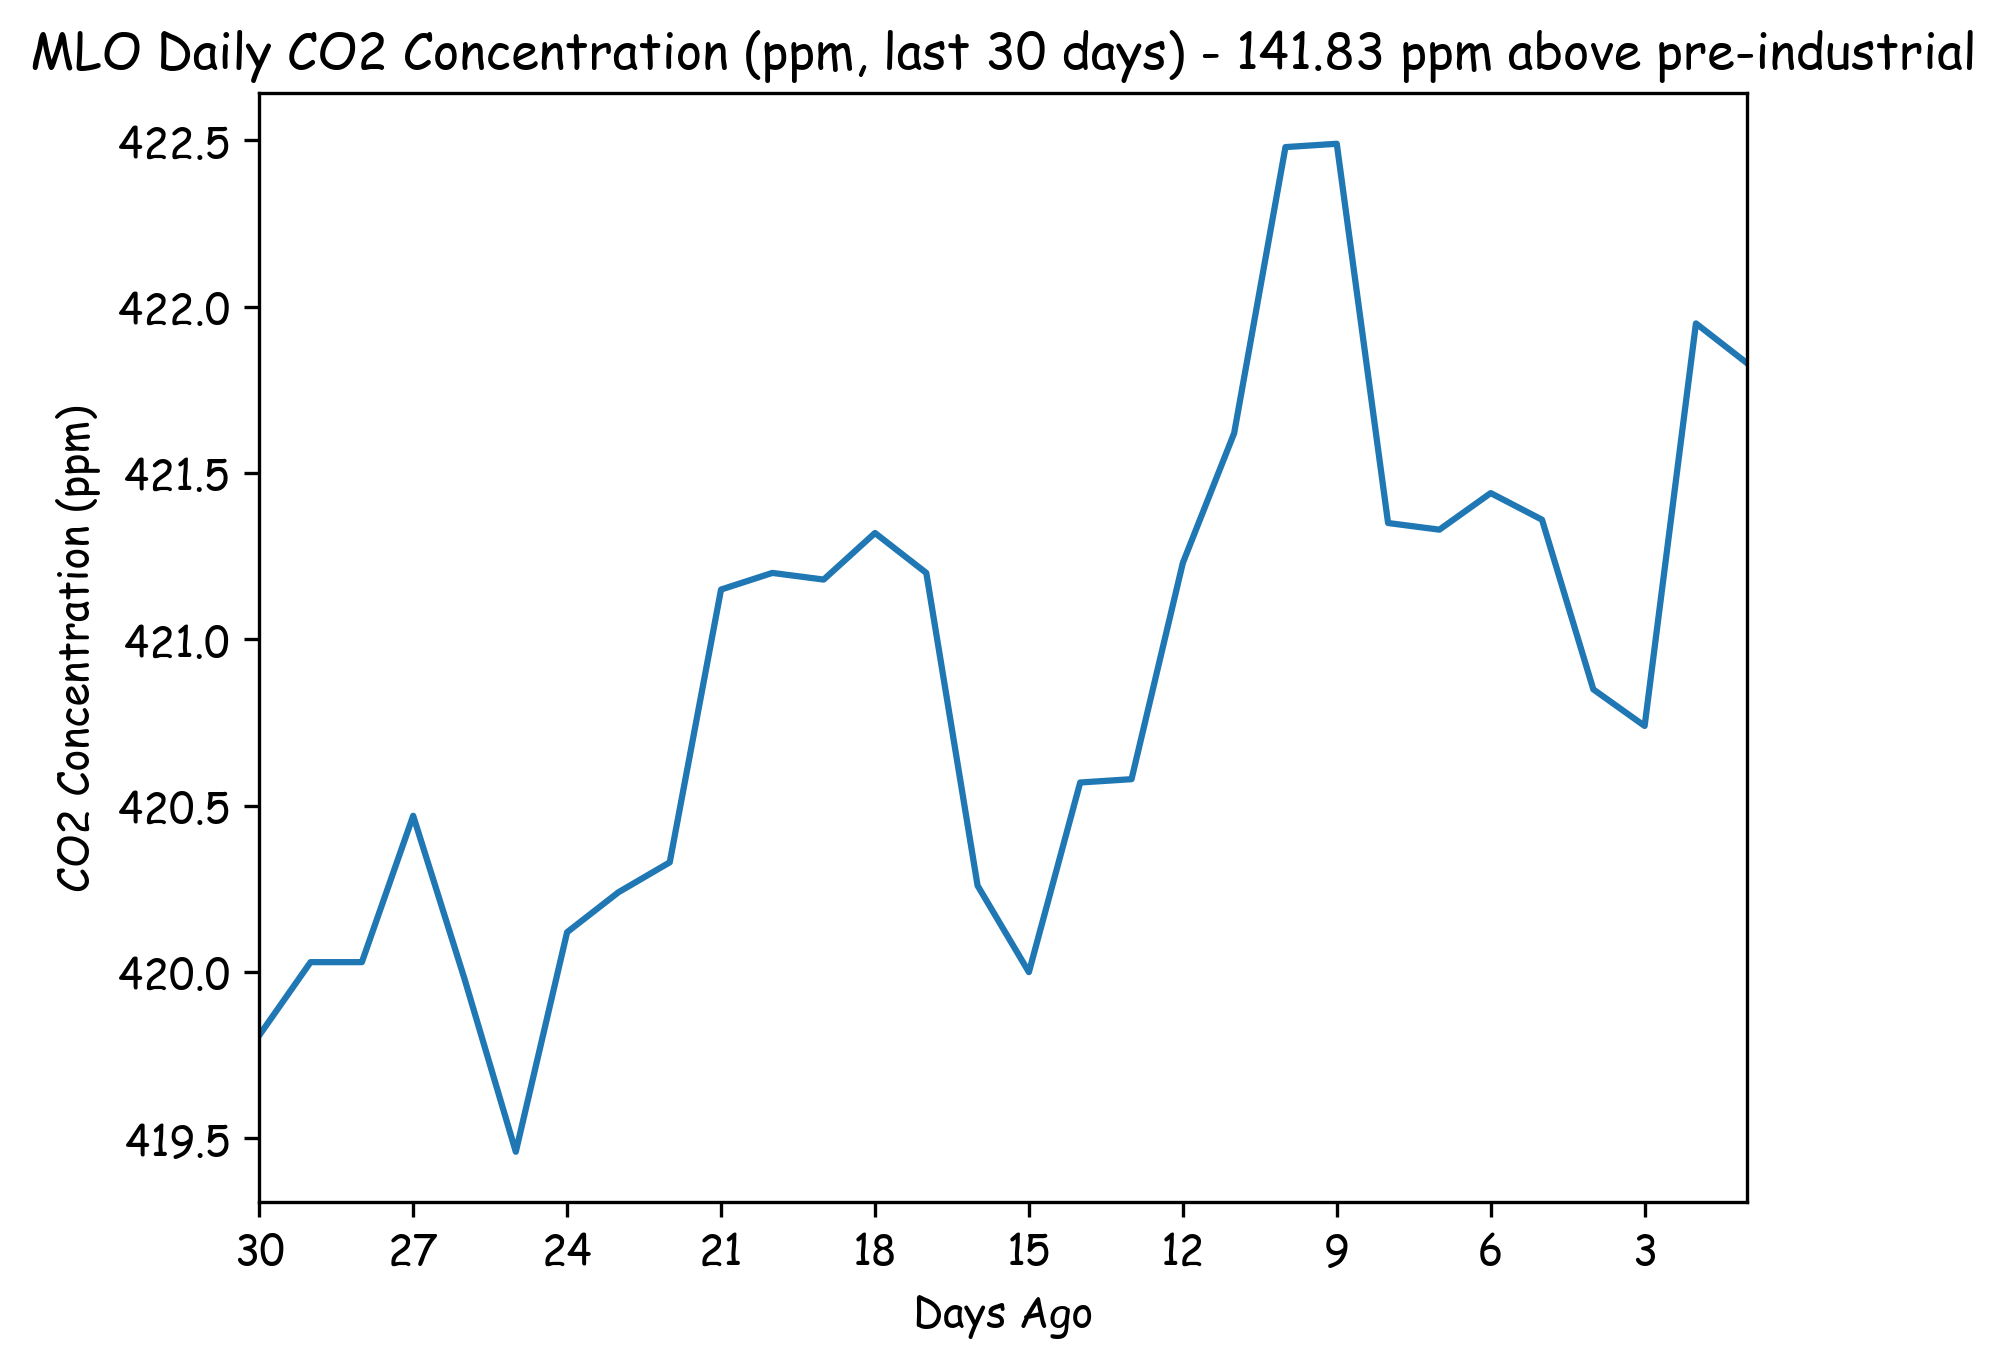 MLO Daily CO2 Concentration (ppm, last 30 days) - 141.83 ppm above pre-industrial
422.5
422.0
421.5
421.0
420.5
420.0
419.5
CO2 Concentration (ppm)
30 27 24 21 18 15 12 9 6 3
Days Ago